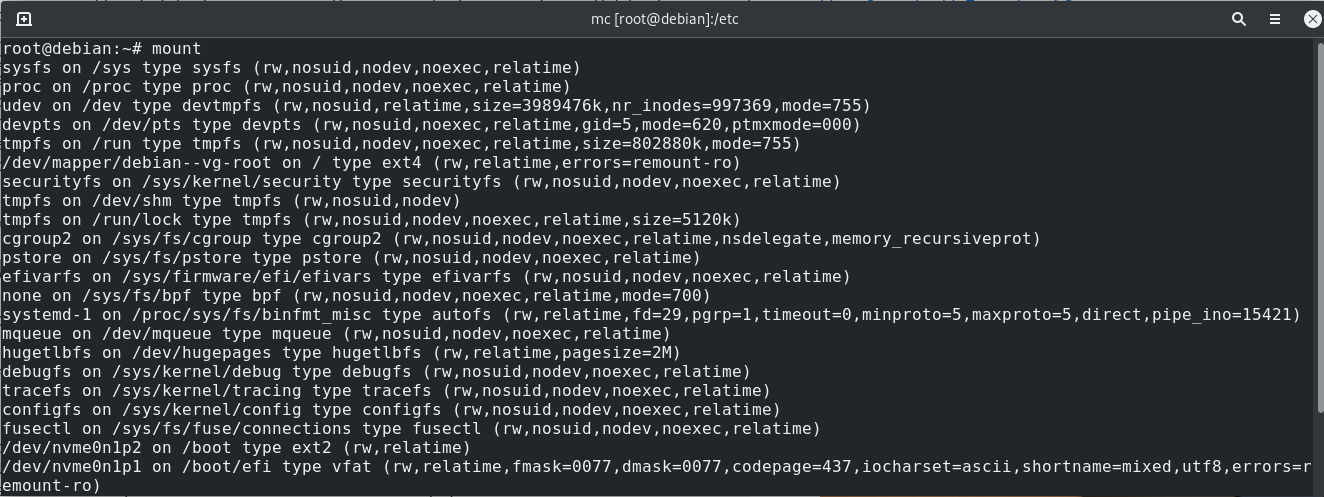 mc [root@debian]:/etc
root@debian:~# mount
sysfs on /sys type sysfs (rw,nosuid,nodev,noexec,relatime)
proc on /proc type proc (rw,nosuid,nodev,noexec,relatime)
udev on /dev type devtmpfs (rw,nosuid,relatime,size=3989476k,nr_inodes=997369,mode=755)
devpts on /dev/pts type devpts (rw,nosuid,noexec,relatime,gid=5,mode=620,ptmxmode=000)
tmpfs on /run type tmpfs (rw,nosuid,nodev,noexec,relatime,size=802880k,mode=755)
/dev/mapper/debian--vg-root on / type ext4 (rw,relatime,errors=remount-ro)
securityfs on /sys/kernel/security type securityfs (rw,nosuid,nodev,noexec,relatime)
tmpfs on /dev/shm type tmpfs (rw,nosuid,nodev)
tmpfs on /run/lock type tmpfs (rw,nosuid,nodev,noexec,relatime,size=5120k)
cgroup2 on /sys/fs/cgroup type cgroup2 (rw,nosuid,nodev,noexec,relatime,nsdelegate,memory_recursiveprot)
pstore on /sys/fs/pstore type pstore (rw,nosuid,nodev,noexec,relatime)
efivarfs on /sys/firmware/efi/efivars type efivarfs (rw,nosuid,nodev,noexec,relatime)
none on /sys/fs/bpf type bpf (rw,nosuid,nodev,noexec,relatime,mode=700)
systemd-1 on /proc/sys/fs/binfmt_misc type autofs (rw,relatime,fd=29,pgrp=1,timeout=0,minproto=5,maxproto=5,direct,pipe_ino=15421)
mqueue on /dev/mqueue type mqueue (rw,nosuid,nodev,noexec,relatime)
hugetlbfs on /dev/hugepages type hugetlbfs (rw,relatime,pagesize=2M)
debugfs on /sys/kernel/debug type debugfs (rw,nosuid,nodev,noexec,relatime)
tracefs on /sys/kernel/tracing type tracefs (rw,nosuid,nodev,noexec,relatime)
configfs on /sys/kernel/config type configfs (rw,nosuid,nodev,noexec,relatime)
fusectl on /sys/fs/fuse/connections type fusectl (rw,nosuid,nodev,noexec,relatime)
/dev/nvme0n1p2 on /boot type ext2 (rw,relatime)
/dev/nvme0n1p1 on /boot/efi type vfat (rw,relatime,fmask=0077,dmask=0077,codepage=437,iocharset=ascii,shortname=mixed,utf8,errors=r
emount-ro)